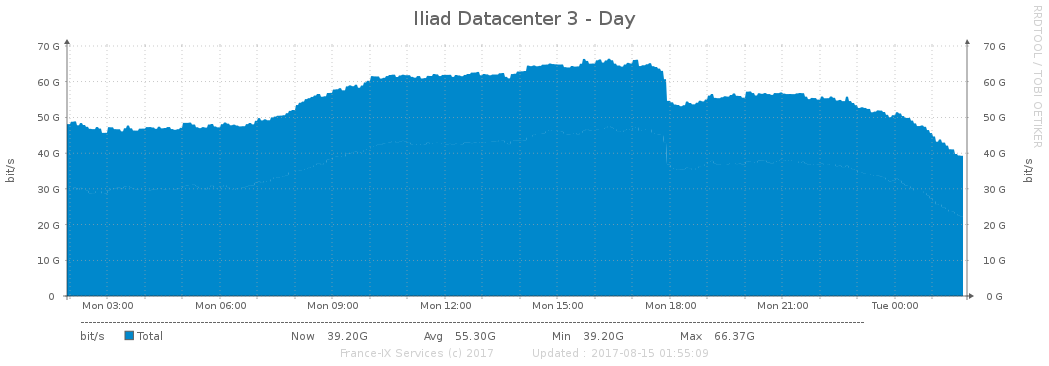 Iliad Datacenter 3 - Day
RRDTOOL / TOBI OETIKER
70 G 70 G
60 G 60 G
50 G 50 G
40 G 40 G
30 G 30 G
20 G 20 G
10 G 10 G
0 0 G
bit/s bit/s
Mon 03:00 Mon 06:00 Mon 09:00 Mon 12:00 Mon 15:00 Mon 18:00 Mon 21:00 Tue 00:00
bit/s Total Now 39.20G Avg 55.30G Min 39.20G Max 66.37G
France-IX Services (c) 2017 Updated : 2017-08-15 01:55:09